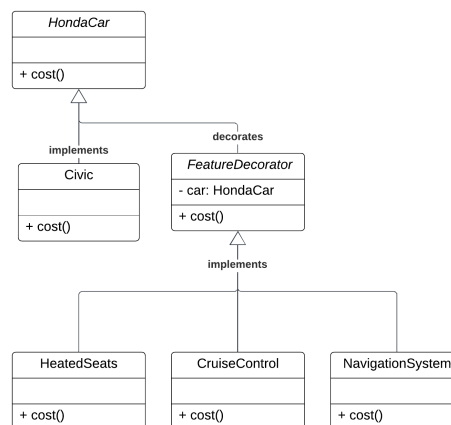 HondaCar
+ cost()
implements
decorates
Civic
+ cost()
FeatureDecorator
- car: HondaCar
+ cost()
implements
HeatedSeats
+ cost()
CruiseControl
+ cost()
NavigationSystem
+ cost()